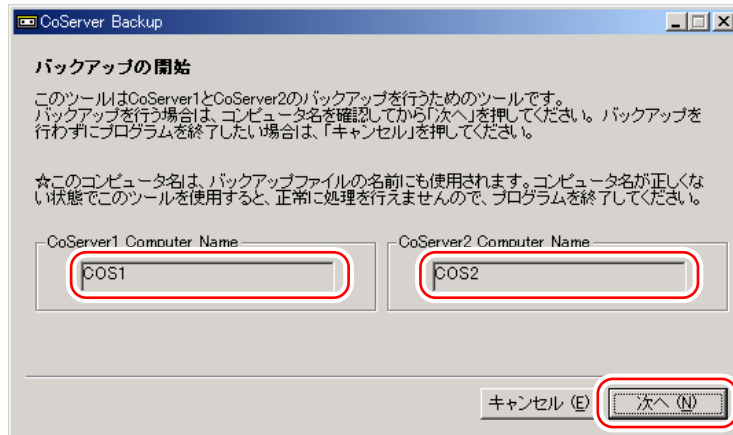 CoServer Backup
バックアップの開始
このツールはCoServer1とCoServer2のバックアップを行うためのツールです。
バックアップを行う場合は、コンピュータ名を確認してから「次へ」を押してください。バックアップを
行わずにプログラムを終了したい場合は、「キャンセル」を押してください。
☆このコンピュータ名は、バックアップファイルの名前にも使用されます。コンピュータ名が正しくな
い状態でこのツールを使用すると、正常に処理を行えませんので、プログラムを終了してください。
CoServer1 Computer Name
COS1
CoServer2 Computer Name
COS2
キャンセル (E)
次へ (N)